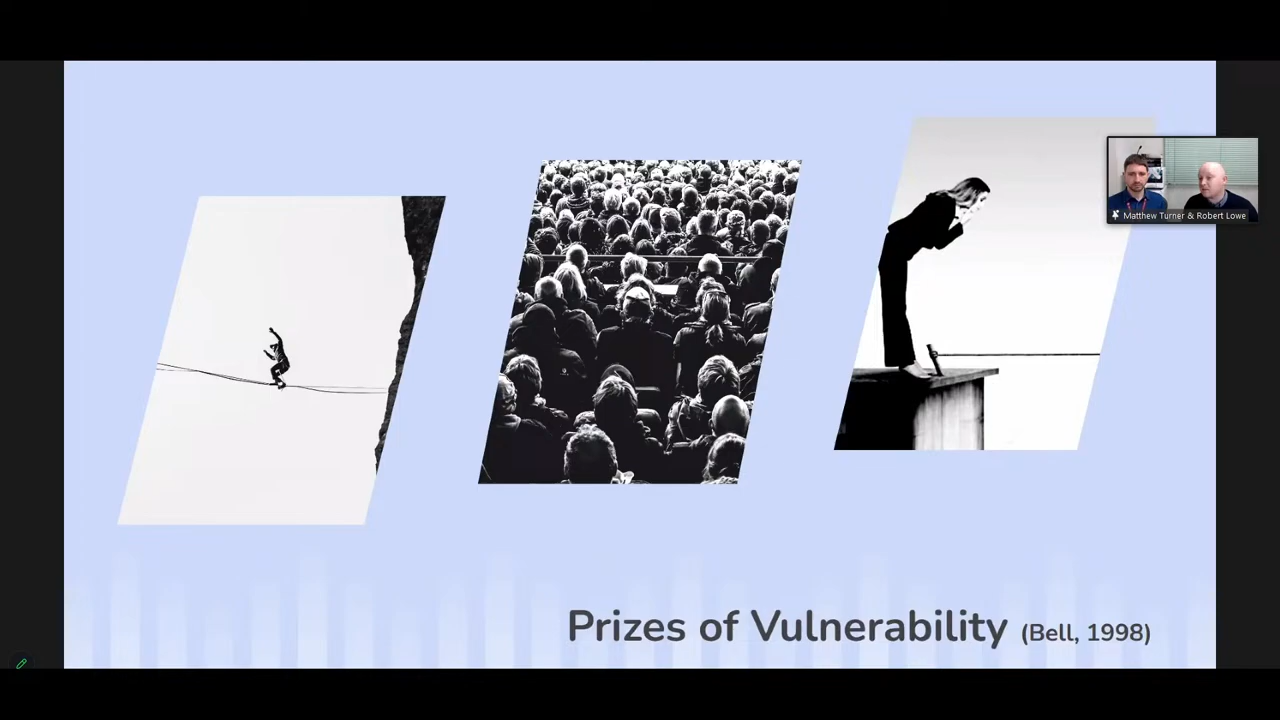 Matthew Turner & Robert Lowe
Prizes of Vulnerability (Bell, 1998)